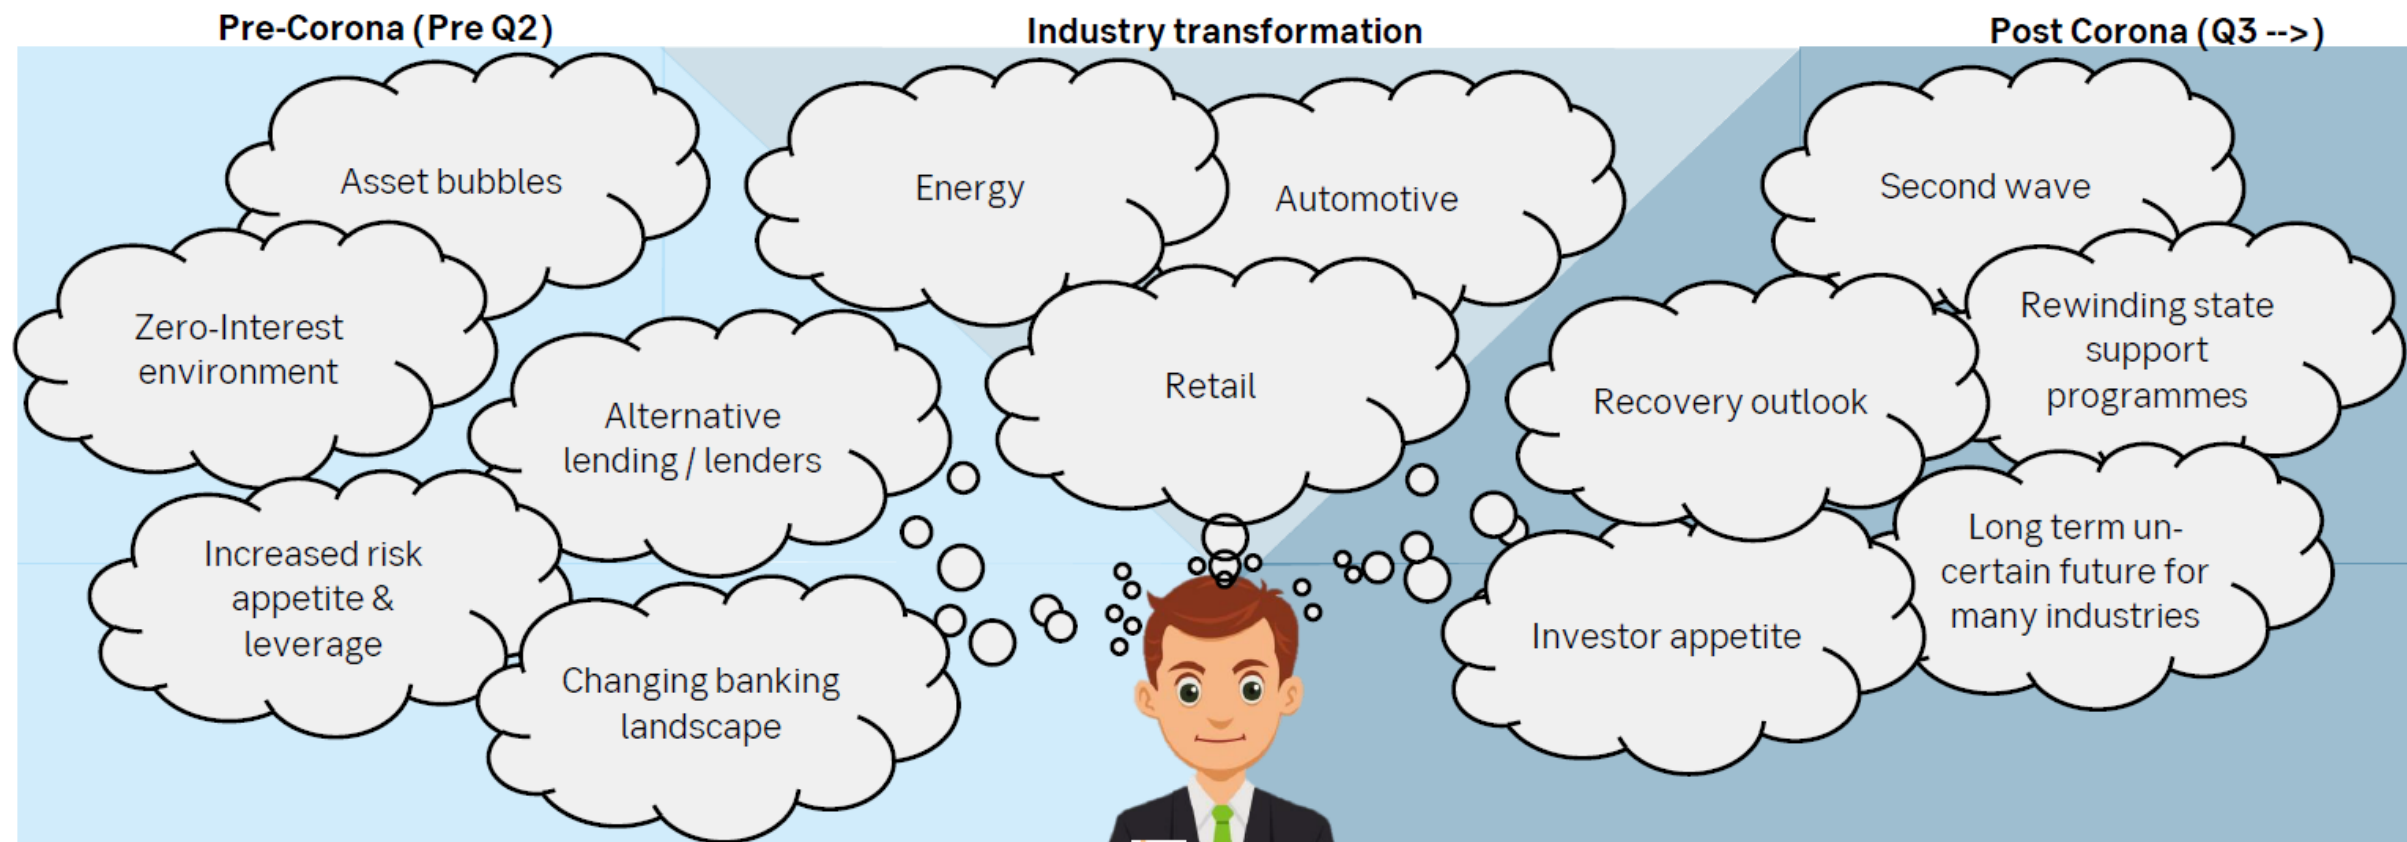 Pre-Corona (Pre Q2)
Industry transformation
Post Corona (Q3 -->)
Asset bubbles
Zero-Interest
environment
Alternative
lending / lenders
Increased risk
appetite &
leverage
Changing banking
landscape
Energy
Automotive
Retail
Second wave
Rewinding state
support
programmes
Recovery outlook
Long term un-
certain future for
many industries
Investor appetite